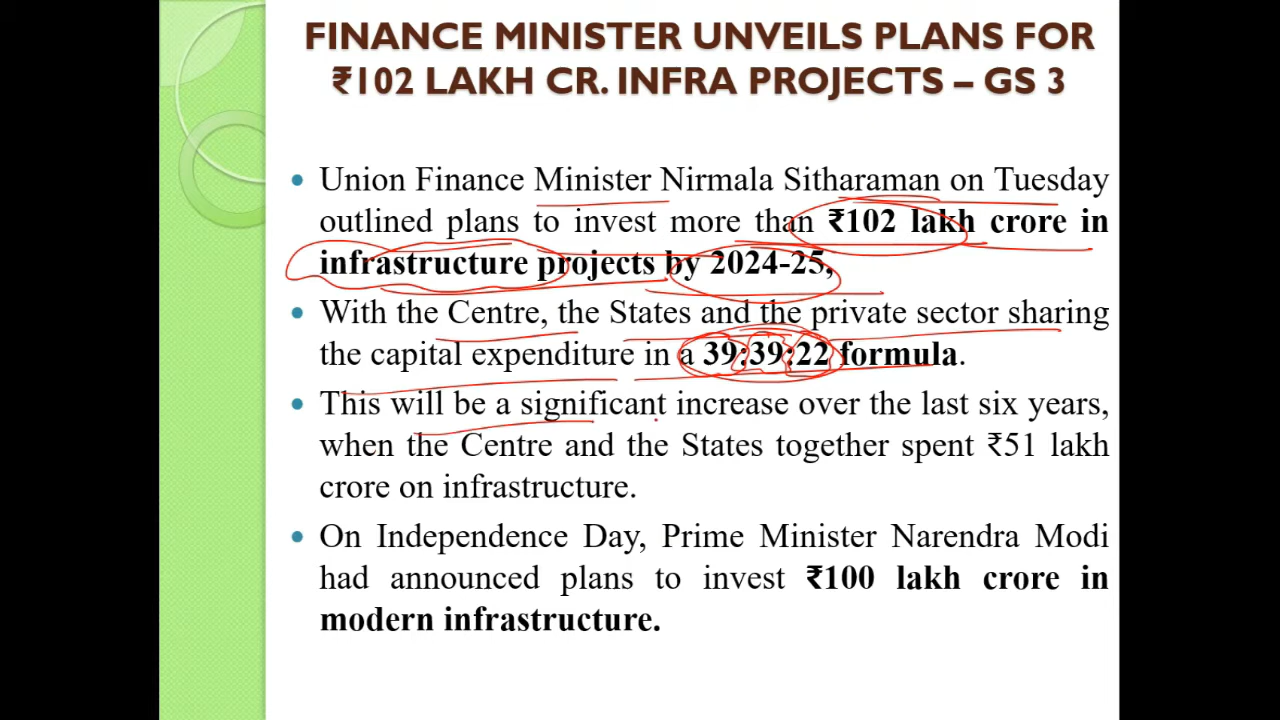 FINANCE MINISTER UNVEILS PLANS FOR
₹102 LAKH CR. INFRA PROJECTS – GS 3
• Union Finance Minister Nirmala Sitharaman on Tuesday
outlined plans to invest more than ₹102 lakh crore in
infrastructure projects by 2024-25,
• With the Centre, the States and the private sector sharing
the capital expenditure in a 39:39:22 formula.
• This will be a significant increase over the last six years,
when the Centre and the States together spent ₹51 lakh
crore on infrastructure.
• On Independence Day, Prime Minister Narendra Modi
had announced plans to invest ₹100 lakh crore in
modern infrastructure.